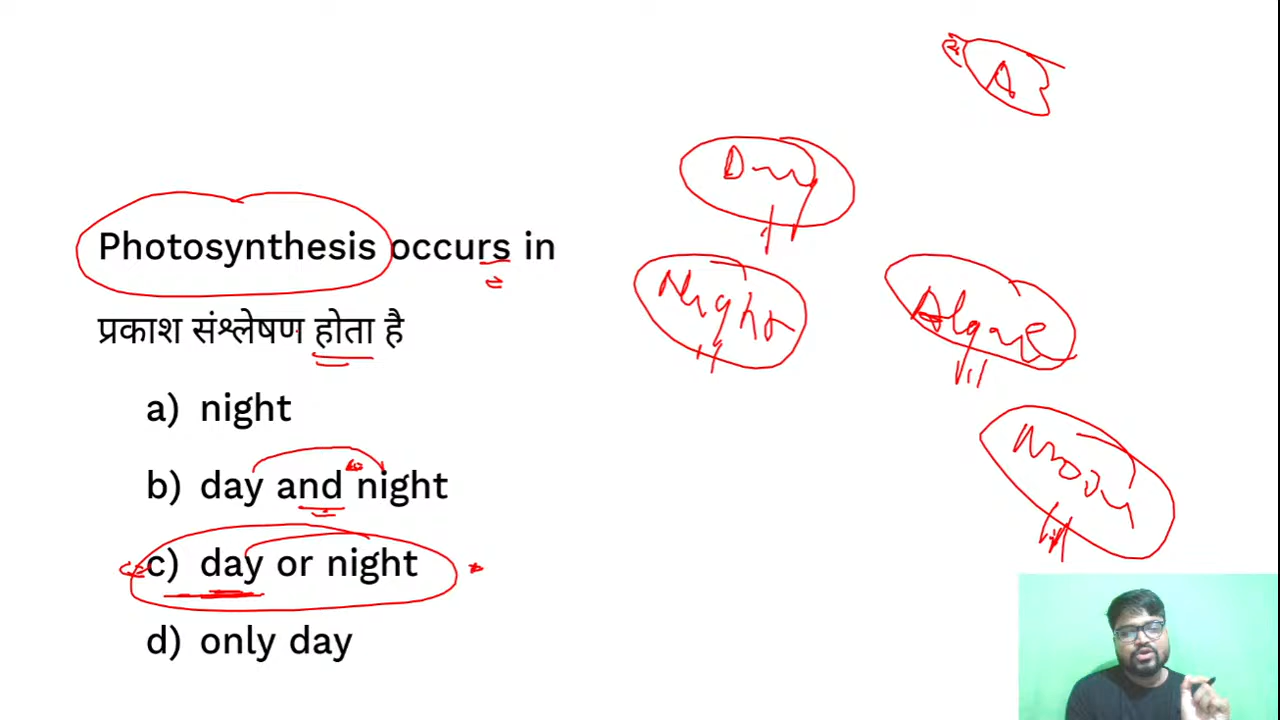 Photosynthesis occurs in
प्रकाश संश्लेषण होता है
a) night
b) day and night
c) day or night
d) only day
A
Day
Night
Algae